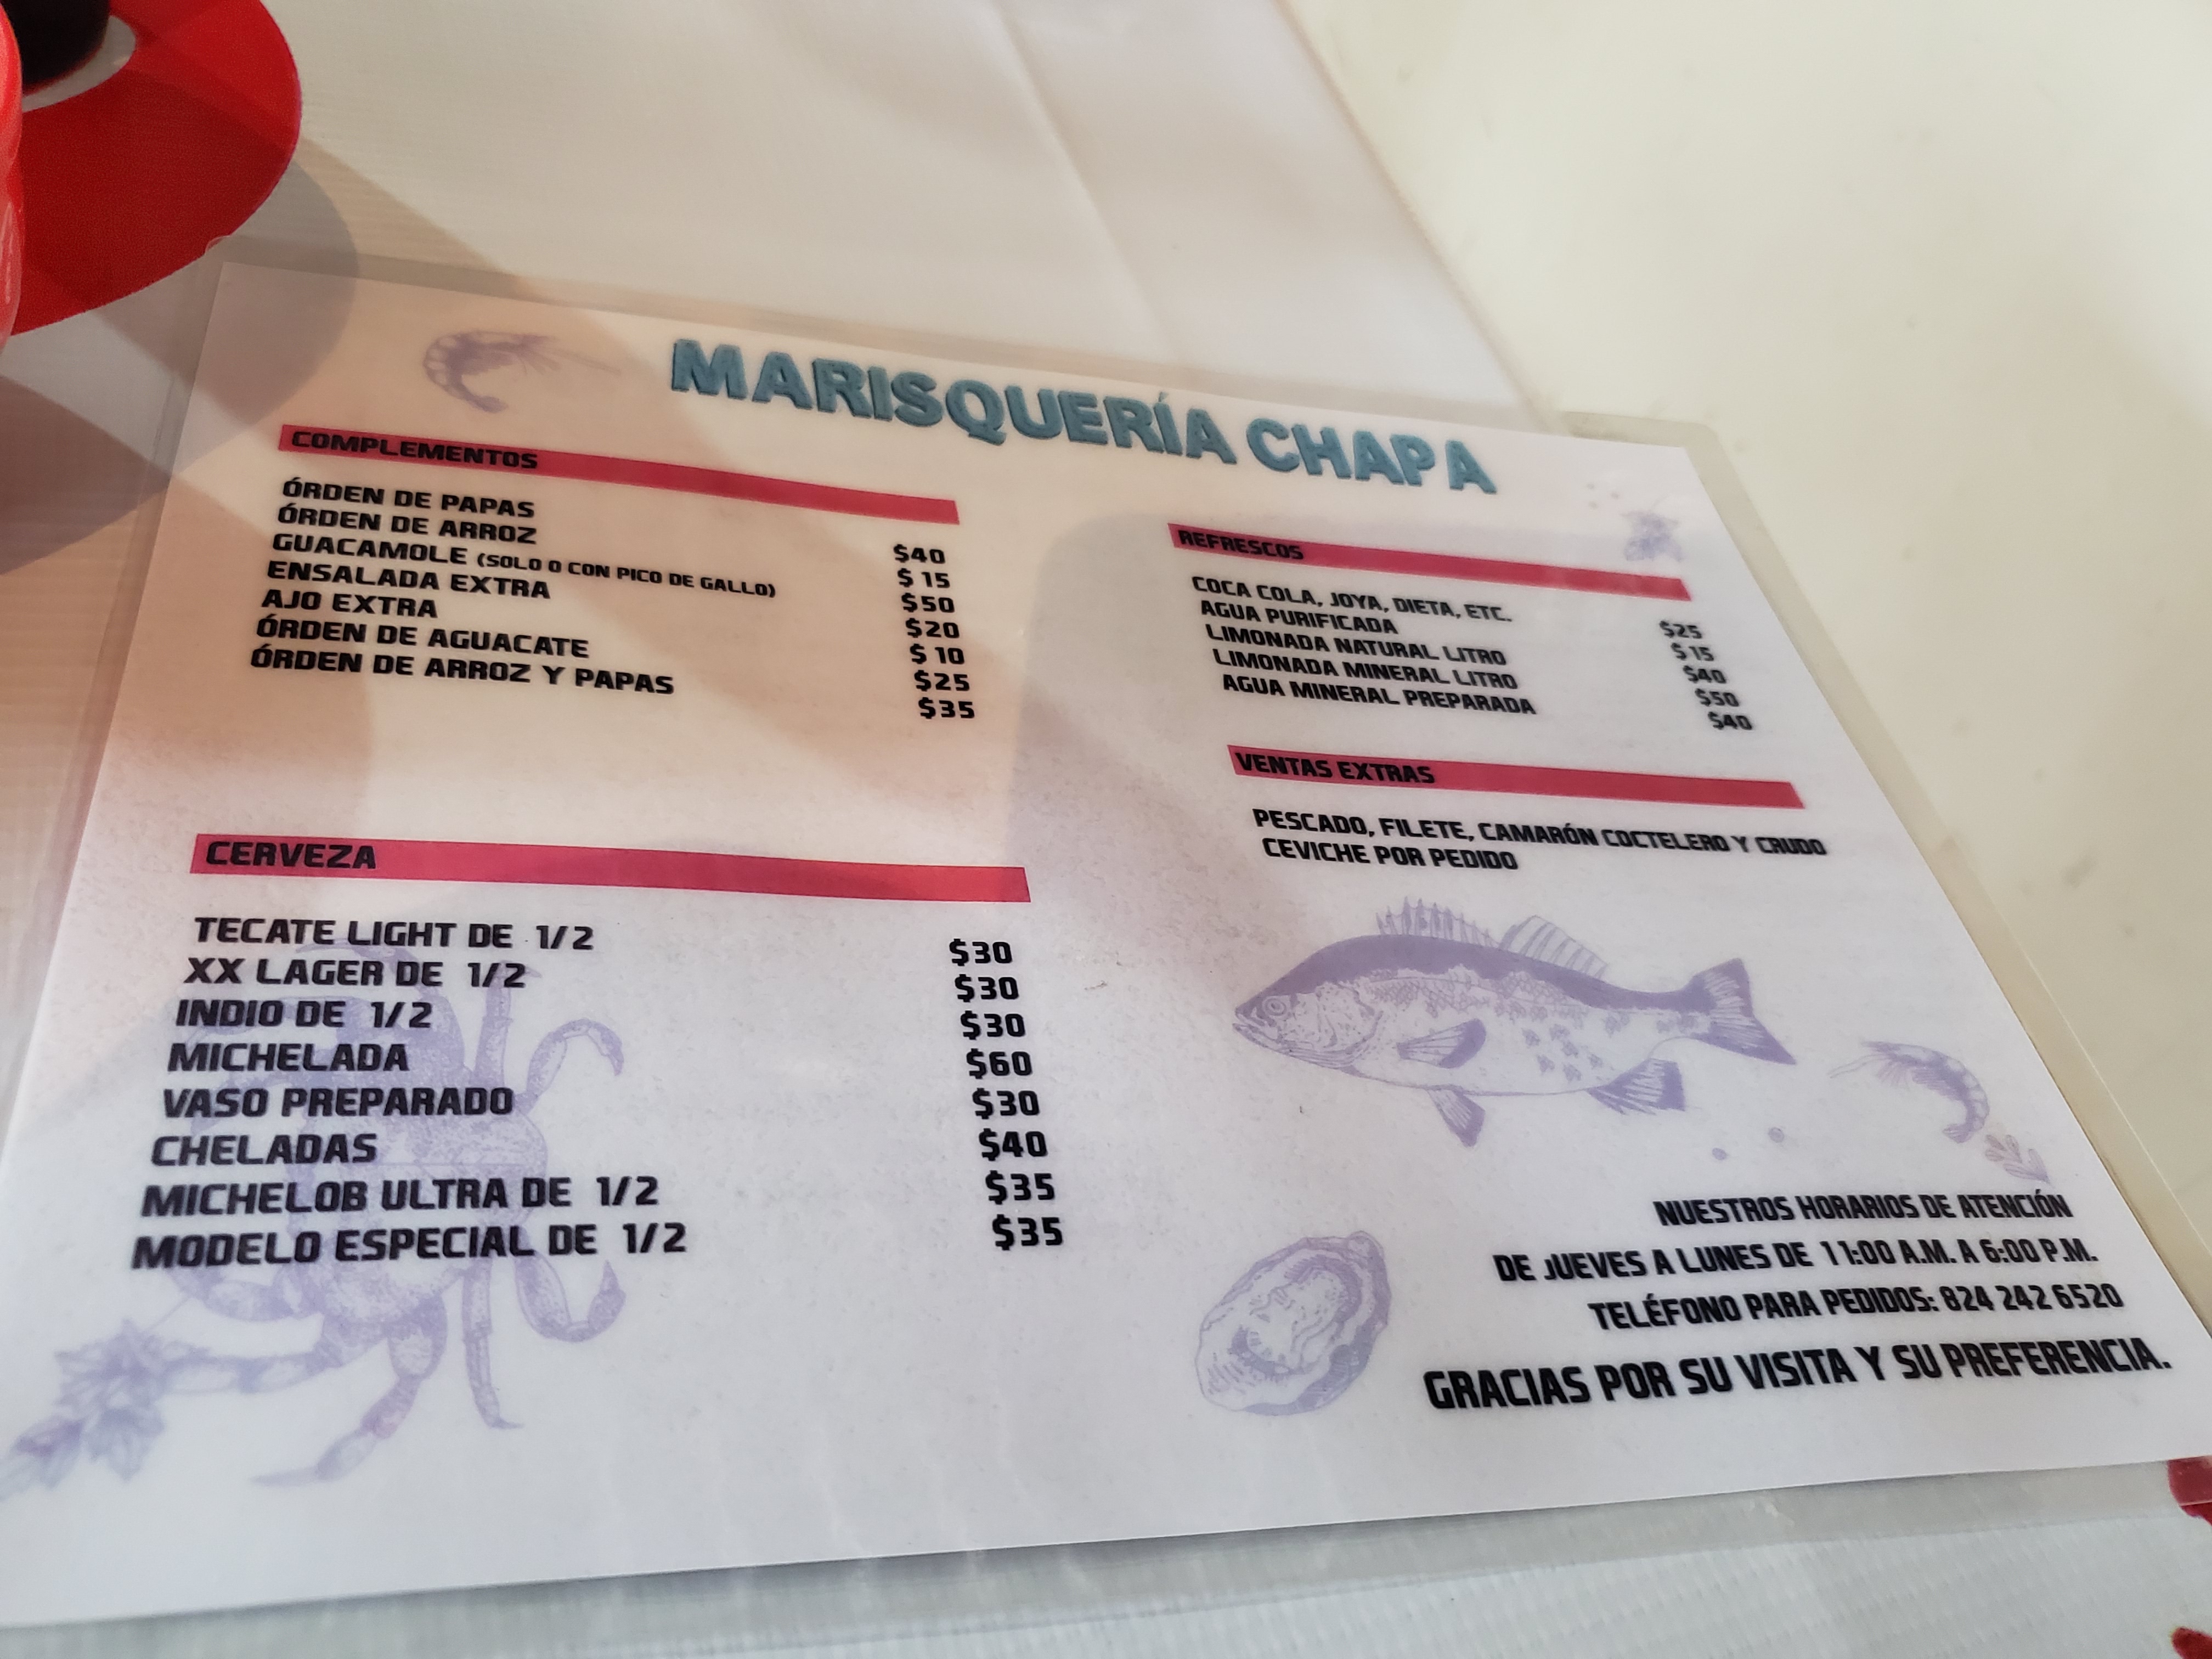 MARISQUERÍA CHAPA
COMPLEMENTOS
ÓRDEN DE PAPAS $40
ÓRDEN DE ARROZ $15
GUACAMOLE (SOLO O CON PICO DE GALLO) $50
ENSALADA EXTRA $20
AJO EXTRA $10
ÓRDEN DE AGUACATE $25
ÓRDEN DE ARROZ Y PAPAS $35
CERVEZA
TECATE LIGHT DE 1/2 $30
XX LAGER DE 1/2 $30
INDIO DE 1/2 $30
MICHELADA $60
VASO PREPARADO $30
CHELADAS $40
MICHELOB ULTRA DE 1/2 $35
MODELO ESPECIAL DE 1/2 $35
REFRESCOS
COCA COLA, JOYA, DIETA, ETC. $25
AGUA PURIFICADA $15
LIMONADA NATURAL LITRO $40
LIMONADA MINERAL LITRO $50
AGUA MINERAL PREPARADA $40
VENTAS EXTRAS
PESCADO, FILETE, CAMARÓN COCTELERO Y CRUDO
CEVICHE POR PEDIDO
NUESTROS HORARIOS DE ATENCIÓN
DE JUEVES A LUNES DE 11:00 A.M. A 6:00 P.M.
TELÉFONO PARA PEDIDOS: 824 242 6520
GRACIAS POR SU VISITA Y SU PREFERENCIA.